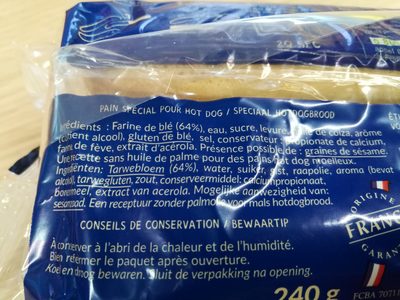 PAIN SPÉCIAL POUR HOT DOG / SPECIAAL HOTDOGBROOD
Ingrédients : Farine de blé (64%), eau, sucre, levure, de colza, arôme
(contient alcool), gluten de blé, sel, conservateur : propionate de calcium,
farine de fève, extrait d'acérola. Présence possible de : graines de sésame.
Une recette sans huile de palme pour des pains hot dog moelleux.
Ingrediënten: Tarwebloem (64%), water, suiker, gist, raapolie, aroma (bevat
alcohol), tarwegluten, zout, conserveermiddel: calciumpropionaat,
bonenmeel, extract van acerola. Mogelijke aanwezigheid van:
sesamzaad. Een receptuur zonder palmolie voor mals hotdogbrood.
CONSEILS DE CONSERVATION / BEWAARTIP
À conserver à l'abri de la chaleur et de l'humidité.
Bien refermer le paquet après ouverture.
Koel en droog bewaren. Sluit de verpakking na opening.
240 g
ORIGINE
FRANCE
GARANTIE
FCBA